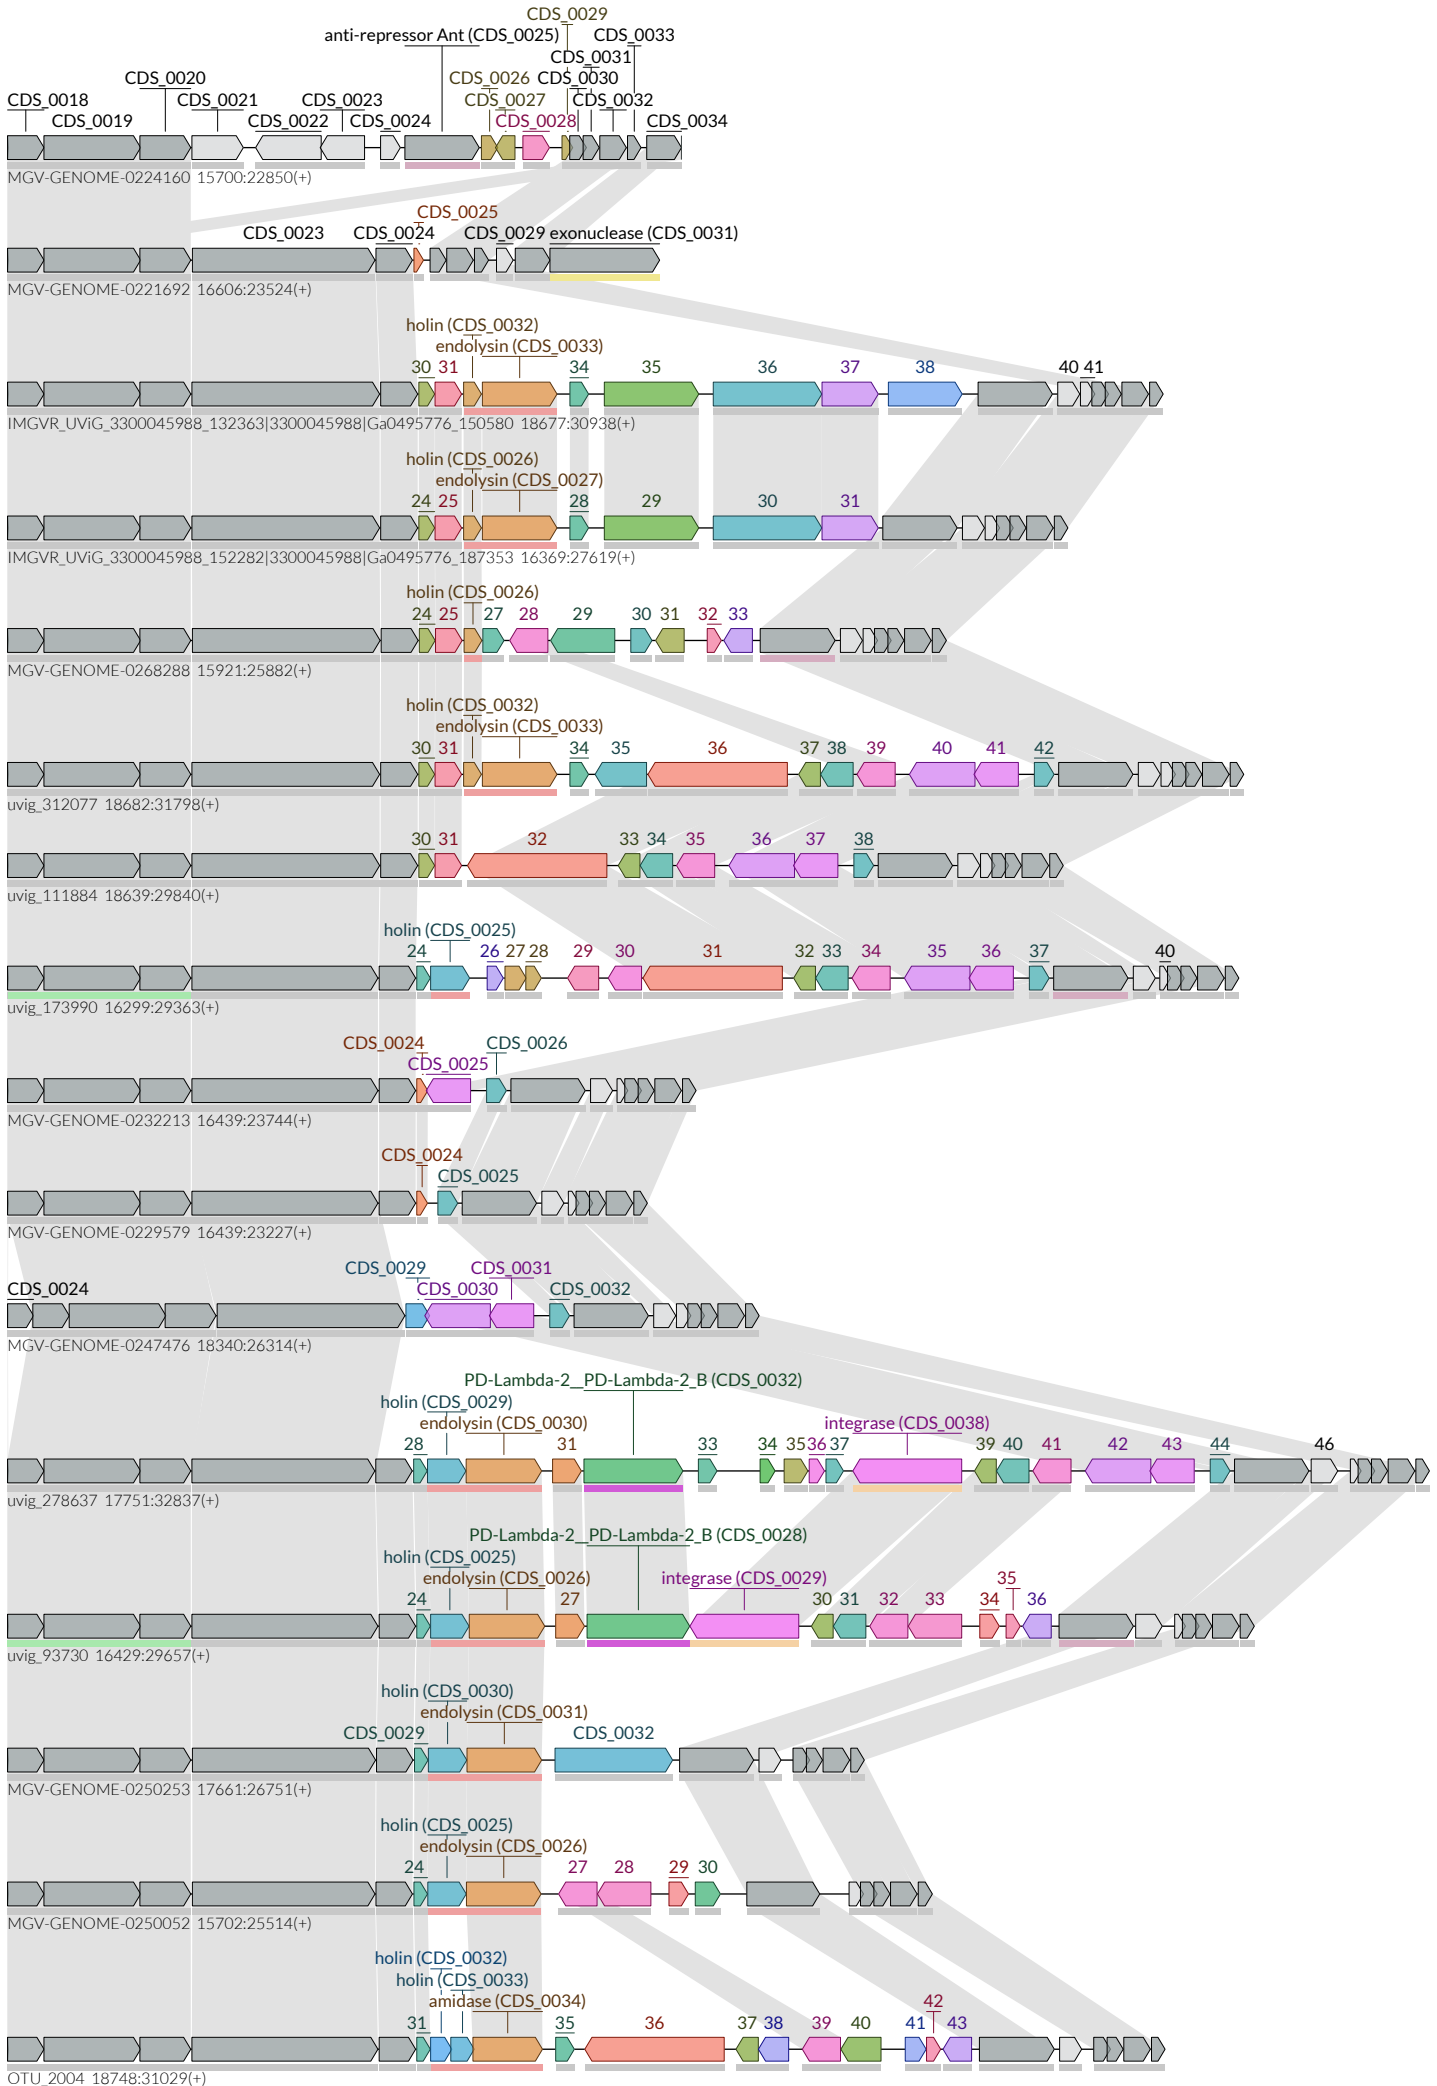 CDS_0029
anti-repressor Ant (CDS_0025) CDS_0033
CDS_0031
CDS_0020 CDS_0026 CDS_0030
CDS_0018 CDS_0021 CDS_0023 CDS_0027 CDS_0032
CDS_0019 CDS_0022 CDS_0024 CDS_0028 CDS_0034
MGV-GENOME-0224160 15700:22850(+)
CDS_0025
CDS_0023 CDS_0024 CDS_0029 exonuclease (CDS_0031)
MGV-GENOME-0221692 16606:23524(+)
holin (CDS_0032)
endolysin (CDS_0033)
30 31 34 35 36 37 38 40 41
IMGVR_UViG_3300045988_132363|3300045988|Ga0495776_150580 18677:30938(+)
holin (CDS_0026)
endolysin (CDS_0027)
24 25 28 29 30 31
IMGVR_UViG_3300045988_152282|3300045988|Ga0495776_187353 16369:27619(+)
holin (CDS_0026)
24 25 27 28 29 30 31 32 33
MGV-GENOME-0268288 15921:25882(+)
holin (CDS_0032)
endolysin (CDS_0033)
30 31 34 35 36 37 38 39 40 41 42
uvig_312077 18682:31798(+)
30 31 32 33 34 35 36 37 38
uvig_111884 18639:29840(+)
holin (CDS_0025)
24 26 27 28 29 30 31 32 33 34 35 36 37 40
uvig_173990 16299:29363(+)
CDS_0024 CDS_0026
CDS_0025
MGV-GENOME-0232213 16439:23744(+)
CDS_0024
CDS_0025
MGV-GENOME-0229579 16439:23227(+)
CDS_0029 CDS_0031
CDS_0024 CDS_0030 CDS_0032
MGV-GENOME-0247476 18340:26314(+)
PD-Lambda-2__PD-Lambda-2_B (CDS_0032)
holin (CDS_0029)
endolysin (CDS_0030) integrase (CDS_0038)
28 31 33 34 35 36 37 39 40 41 42 43 44 46
uvig_278637 17751:32837(+)
PD-Lambda-2__PD-Lambda-2_B (CDS_0028)
holin (CDS_0025)
endolysin (CDS_0026) integrase (CDS_0029) 35
24 27 30 31 32 33 34 36
uvig_93730 16429:29657(+)
holin (CDS_0030)
endolysin (CDS_0031)
CDS_0029 CDS_0032
MGV-GENOME-0250253 17661:26751(+)
holin (CDS_0025)
endolysin (CDS_0026)
24 27 28 29 30
MGV-GENOME-0250052 15702:25514(+)
holin (CDS_0032)
holin (CDS_0033)
amidase (CDS_0034) 42
31 35 36 37 38 39 40 41 43
OTU_2004 18748:31029(+)